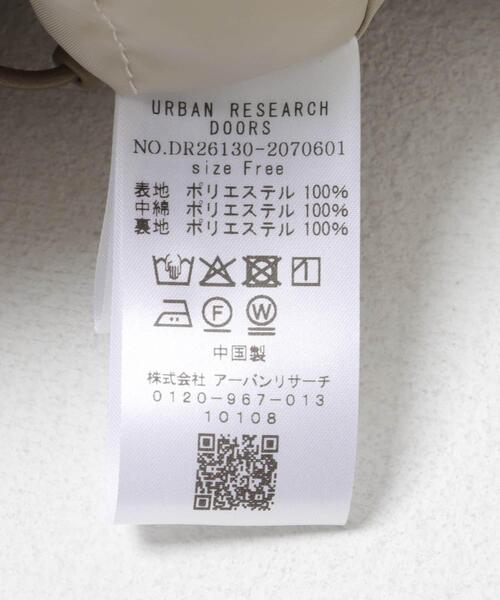 URBAN RESEARCH
DOORS
NO.DR26130-2070601
size Free
表地 ポリエステル 100%
中綿 ポリエステル 100%
裏地 ポリエステル 100%
F W
中国製
株式会社 アーバンリサーチ
0120-967-013
10108